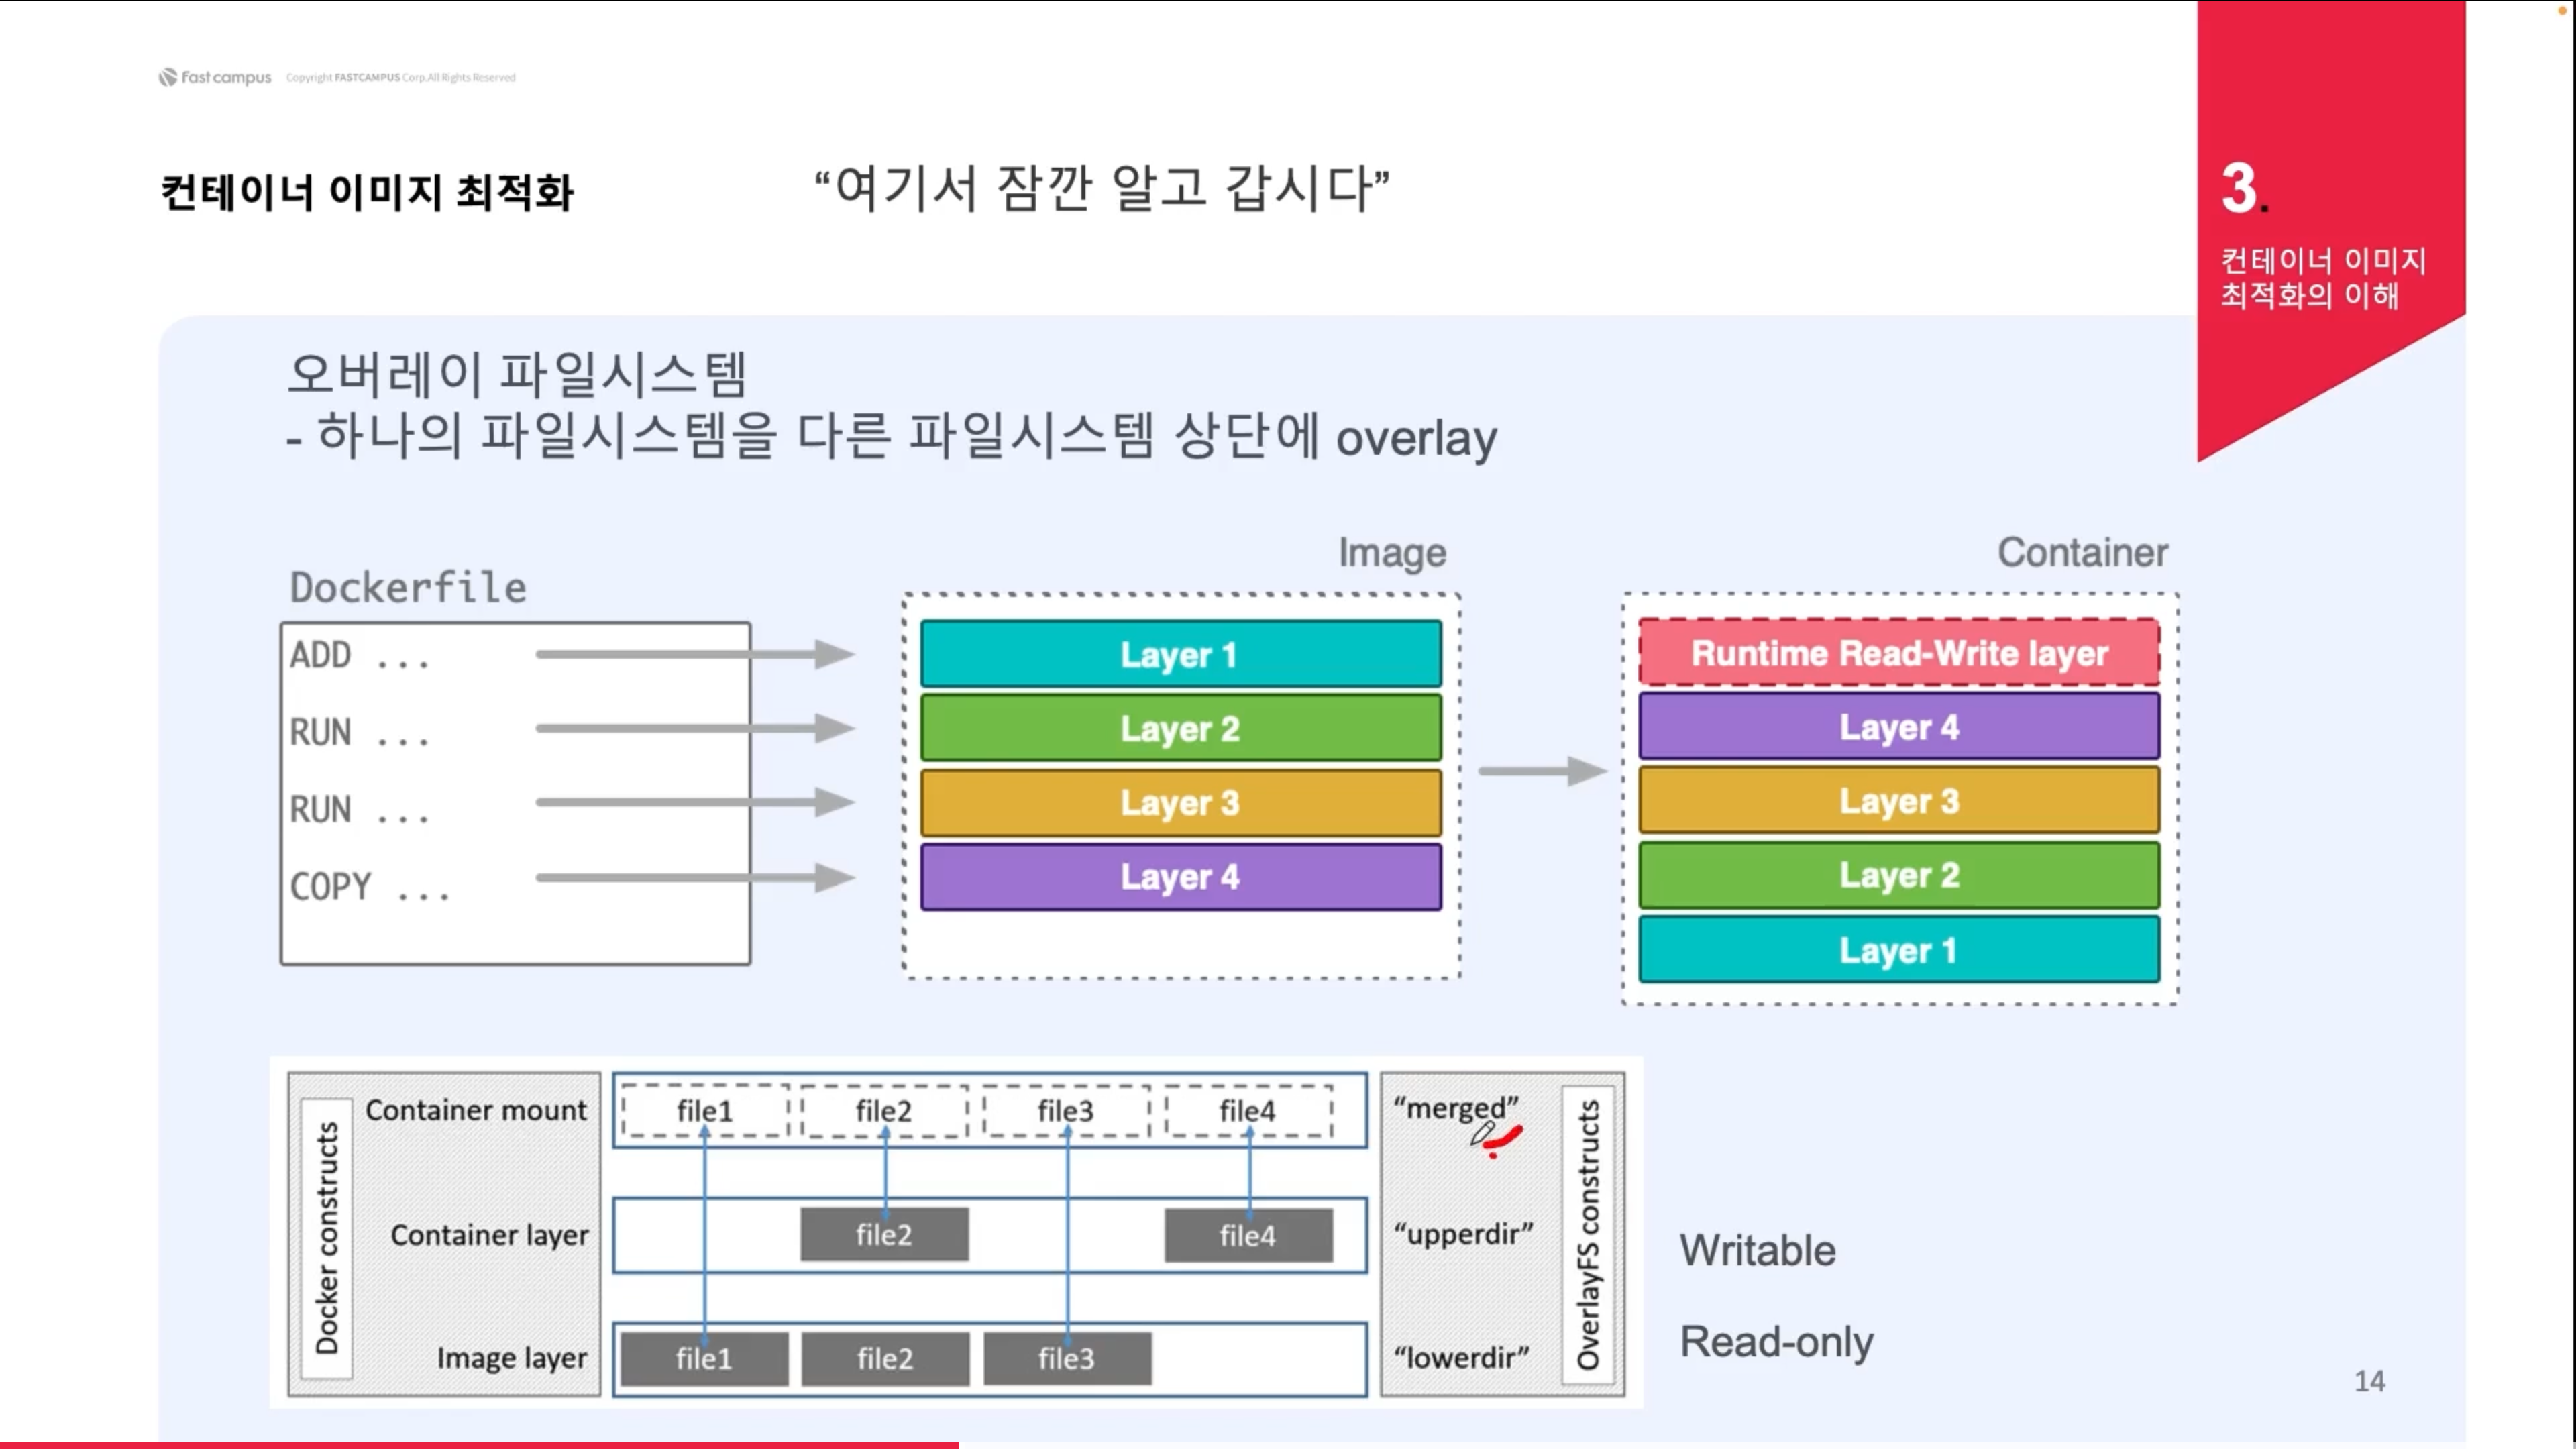 Fast campus Copyright FASTCAMPUS Corp.All Rights Reserved
컨테이너 이미지 최적화
“여기서 잠깐 알고 갑시다”
3.
컨테이너 이미지
최적화의 이해
오버레이 파일시스템
- 하나의 파일시스템을 다른 파일시스템 상단에 overlay
Dockerfile
ADD ...
RUN ...
RUN ...
COPY ...
Image
Layer 1
Layer 2
Layer 3
Layer 4
Container
Runtime Read-Write layer
Layer 4
Layer 3
Layer 2
Layer 1
Docker constructs
Container mount
file1 file2 file3 file4
“merged”
Container layer
file2 file4
“upperdir”
Image layer
file1 file2 file3
“lowerdir”
OverlayFS constructs
Writable
Read-only
14